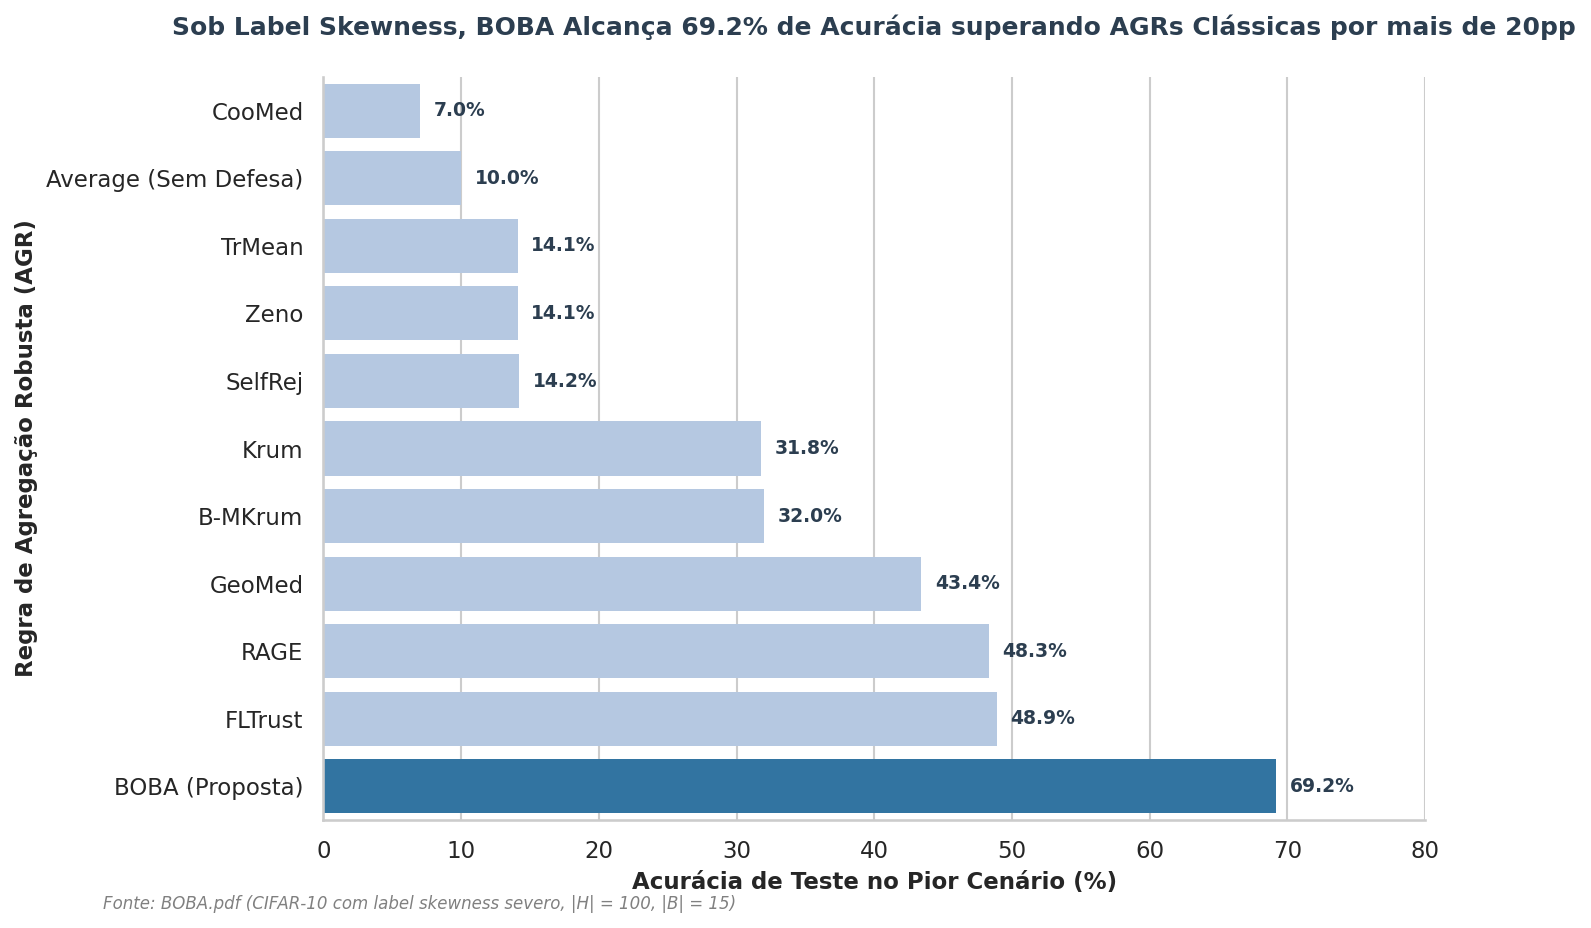 Sob Label Skewness, BOBA Alcança 69.2% de Acurácia superando AGRs Clássicas por mais de 20pp
Regra de Agregação Robusta (AGR)
CooMed 7.0%
Average (Sem Defesa) 10.0%
TrMean 14.1%
Zeno 14.1%
SelfRej 14.2%
Krum 31.8%
B-MKrum 32.0%
GeoMed 43.4%
RAGE 48.3%
FLTrust 48.9%
BOBA (Proposta) 69.2%
0 10 20 30 40 50 60 70 80
Acurácia de Teste no Pior Cenário (%)
Fonte: BOBA.pdf (CIFAR-10 com label skewness severo, |H| = 100, |B| = 15)